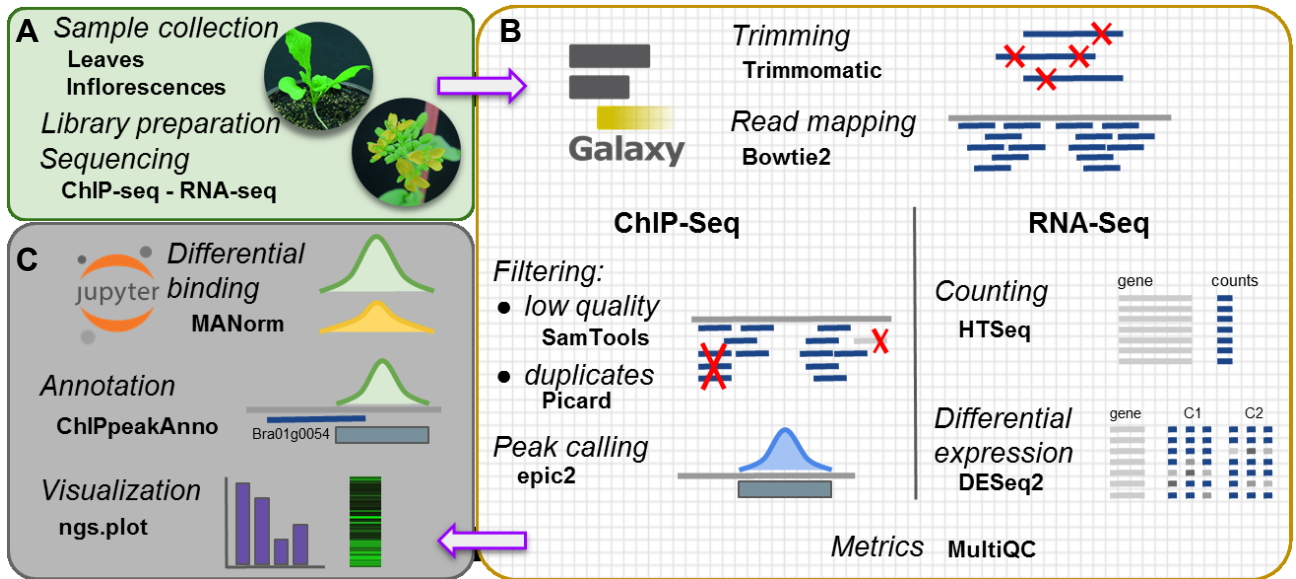 A
Sample collection
Leaves
Inflorescences
Library preparation
Sequencing
ChIP-seq - RNA-seq
B
Galaxy
Trimming
Trimmomatic
Read mapping
Bowtie2
ChIP-Seq
Filtering:
● low quality
SamTools
● duplicates
Picard
Peak calling
epic2
RNA-Seq
Counting
HTSeq
gene counts
Differential
expression
DESeq2
gene C1 C2
Metrics MultiQC
C
jupyter
Differential
binding
MANorm
Annotation
ChIPpeakAnno
Bra01g0054
Visualization
ngs.plot